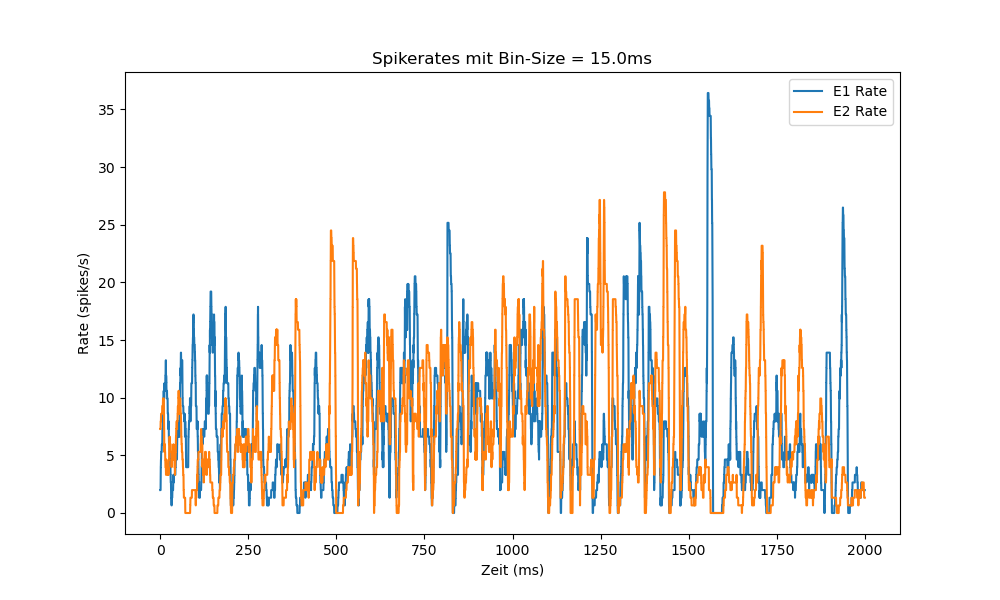 Spikerates mit Bin-Size = 15.0ms
E1 Rate
E2 Rate
35
30
25
20
15
10
5
0
Rate (spikes/s)
0 250 500 750 1000 1250 1500 1750 2000
Zeit (ms)